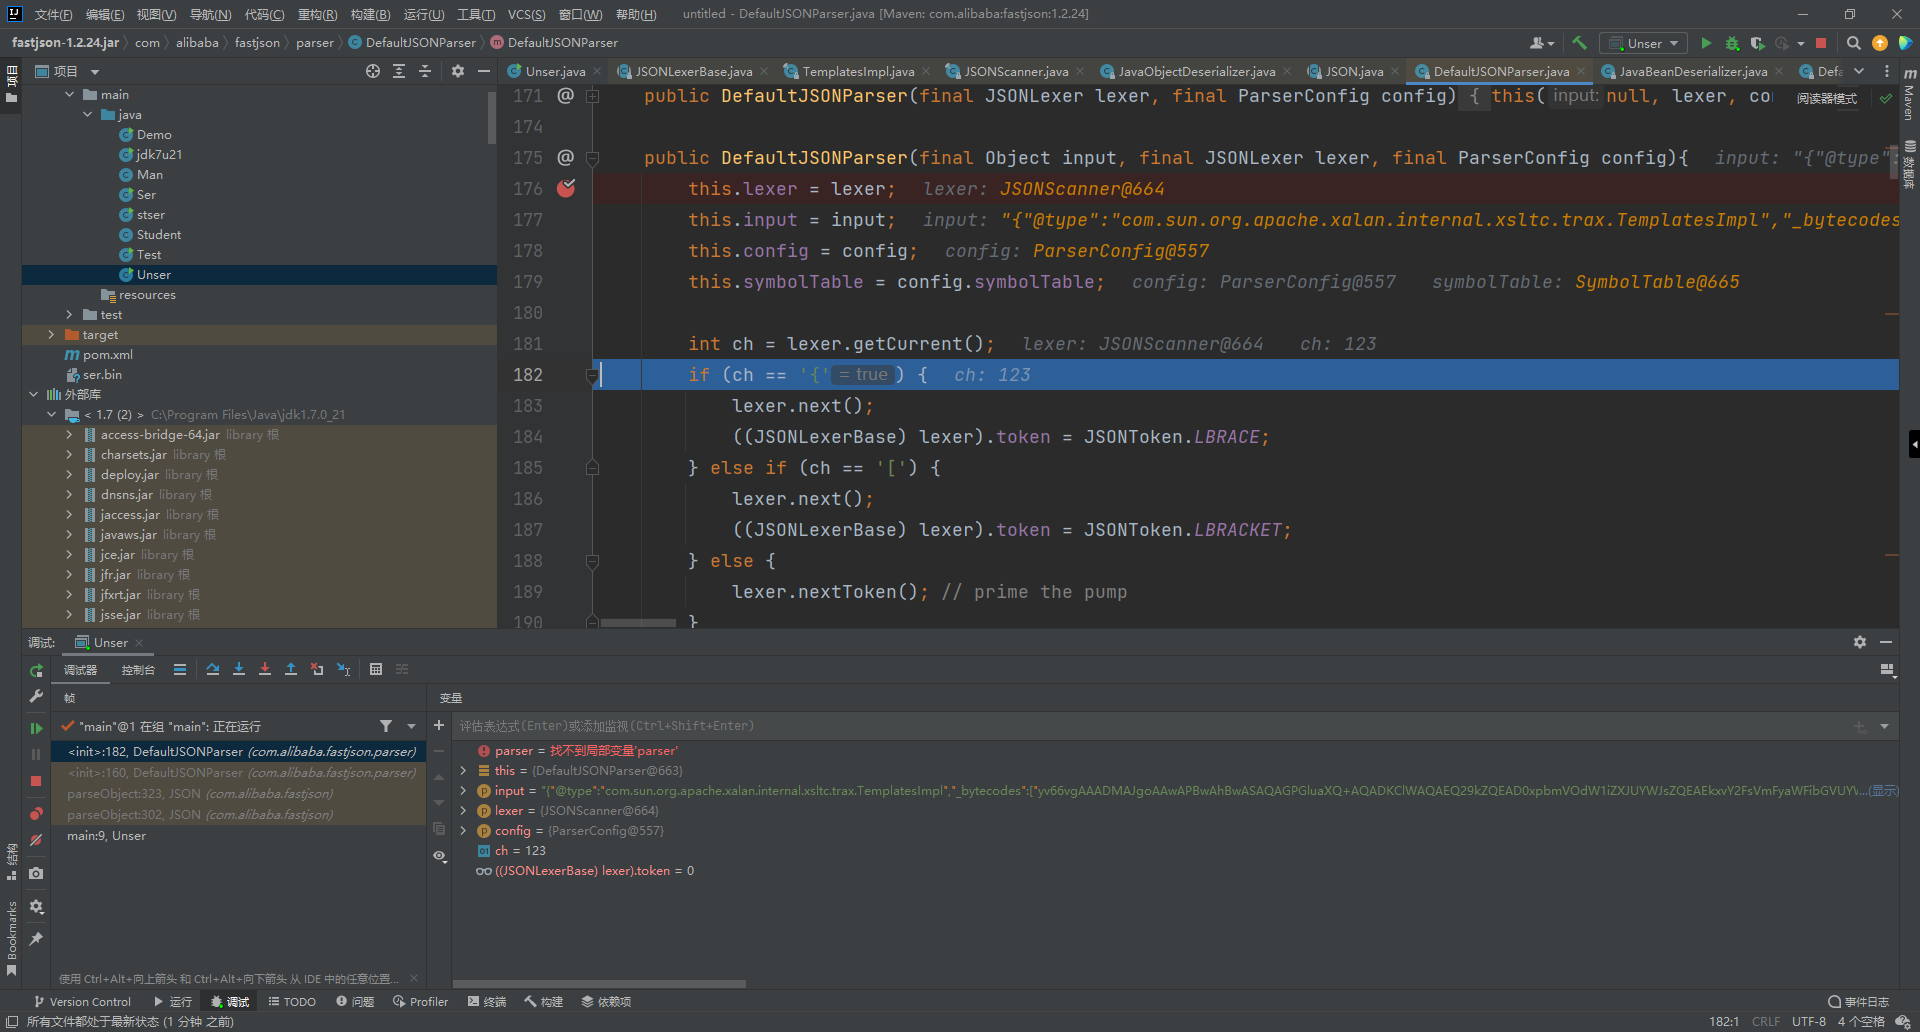 文件(F) 编辑(E) 视图(V) 导航(N) 代码(C) 重构(R) 构建(B) 运行(U) 工具(T) VCS(S) 窗口(W) 帮助(H) untitled - DefaultJSONParser.java [Maven: com.alibaba:fastjson:1.2.24]
fastjson-1.2.24.jar com alibaba fastjson parser DefaultJSONParser DefaultJSONParser Unser
项目
项目
Unser.java JSONLexerBase.java TemplatesImpl.java JSONScanner.java JavaObjectDeserializer.java JSON.java DefaultJSONParser.java JavaBeanDeserializer.java Defa
Maven
数据库
main
java
Demo
jdk7u21
Man
Ser
stser
Student
Test
Unser
resources
test
target
pom.xml
ser.bin
外部库
< 1.7 (2) > C:\Program Files\Java\jdk1.7.0_21
access-bridge-64.jar library 根
charsets.jar library 根
deploy.jar library 根
dnsns.jar library 根
jaccess.jar library 根
javaws.jar library 根
jce.jar library 根
jfr.jar library 根
jfxrt.jar library 根
jsse.jar library 根
171 @ public DefaultJSONParser(final JSONLexer lexer, final ParserConfig config) { this( input: null, lexer, co 阅读器模式
174
175 @ public DefaultJSONParser(final Object input, final JSONLexer lexer, final ParserConfig config){ input: "{"@type":
176 this.lexer = lexer; lexer: JSONScanner@664
177 this.input = input; input: "{"@type":"com.sun.org.apache.xalan.internal.xsltc.trax.TemplatesImpl","_bytecodes
178 this.config = config; config: ParserConfig@557
179 this.symbolTable = config.symbolTable; config: ParserConfig@557 symbolTable: SymbolTable@665
180
181 int ch = lexer.getCurrent(); lexer: JSONScanner@664 ch: 123
182 if (ch == '{' = true ) { ch: 123
183 lexer.next();
184 ((JSONLexerBase) lexer).token = JSONToken.LBRACE;
185 } else if (ch == '[') {
186 lexer.next();
187 ((JSONLexerBase) lexer).token = JSONToken.LBRACKET;
188 } else {
189 lexer.nextToken(); // prime the pump
190 }
调试: Unser
调试器 控制台
帧
"main"@1 在组 "main": 正在运行
<init>:182, DefaultJSONParser (com.alibaba.fastjson.parser)
<init>:160, DefaultJSONParser (com.alibaba.fastjson.parser)
parseObject:323, JSON (com.alibaba.fastjson)
parseObject:302, JSON (com.alibaba.fastjson)
main:9, Unser
使用 Ctrl+Alt+向上箭头 和 Ctrl+Alt+向下箭头 从 IDE 中的任意位置...
变量
评估表达式(Enter)或添加监视(Ctrl+Shift+Enter)
parser = 找不到局部变量'parser'
this = {DefaultJSONParser@663}
input = "{"@type":"com.sun.org.apache.xalan.internal.xsltc.trax.TemplatesImpl","_bytecodes":["yv66vgAAADMAJgoAAwAPBwAhBwASAQAGPGluaXQ+AQADKClWAQAEQ29kZQEAD0xpbmVOdW1iZXJUYWJsZQEAEkxvY2FsVmFyaWFibGVUYV ...(显示)
lexer = {JSONScanner@664}
config = {ParserConfig@557}
ch = 123
((JSONLexerBase) lexer).token = 0
结构
Bookmarks
Version Control 运行 调试 TODO 问题 Profiler 终端 构建 依赖项 事件日志
所有文件都处于最新状态 (1 分钟 之前) 182:1 CRLF UTF-8 4 个空格